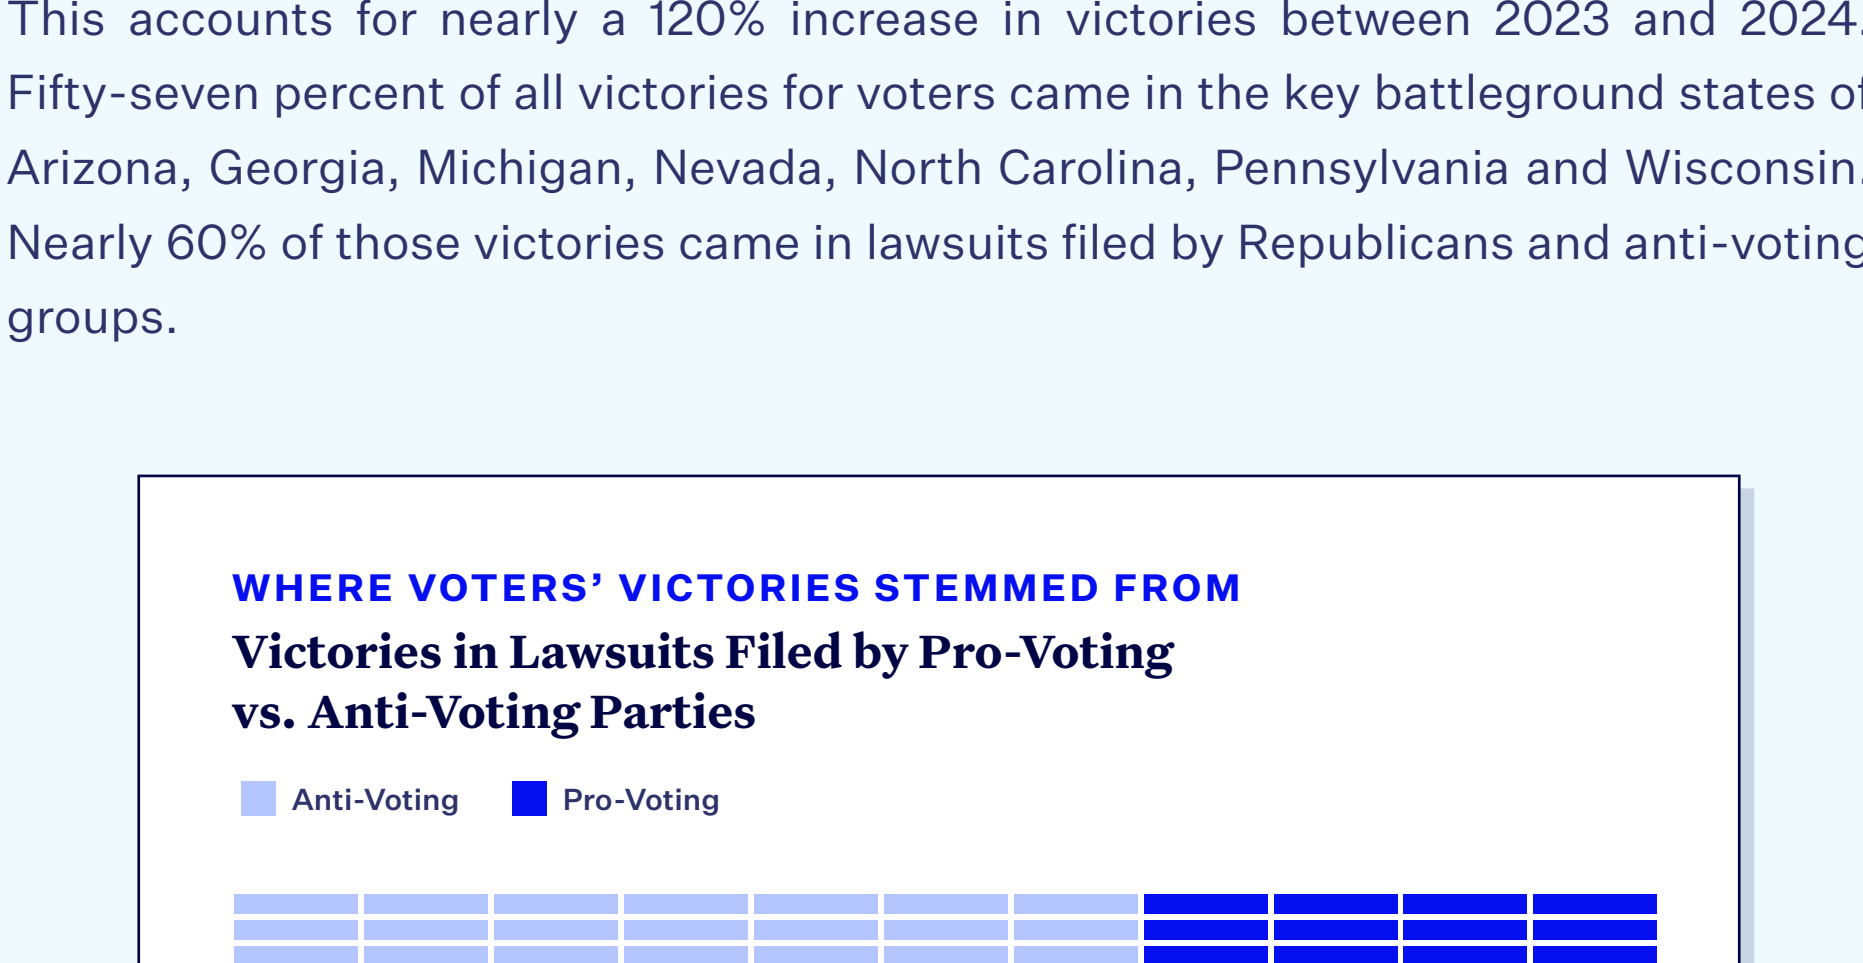 This accounts for nearly a 120% increase in victories between 2023 and 2024.
Fifty-seven percent of all victories for voters came in the key battleground states of
Arizona, Georgia, Michigan, Nevada, North Carolina, Pennsylvania and Wisconsin.
Nearly 60% of those victories came in lawsuits filed by Republicans and anti-voting
groups.
WHERE VOTERS’ VICTORIES STEMMED FROM
Victories in Lawsuits Filed by Pro-Voting
vs. Anti-Voting Parties
Anti-Voting Pro-Voting